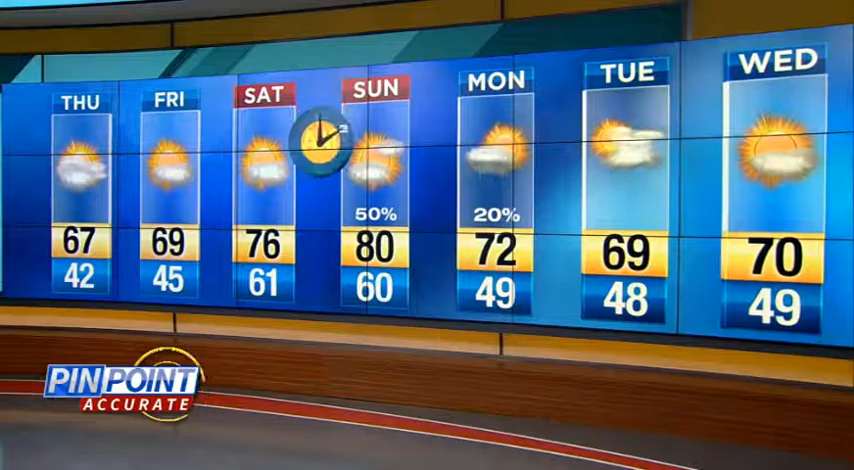 THU FRI SAT SUN MON TUE WED
50% 20%
67 69 76 80 72 69 70
42 45 61 60 49 48 49
PINPOINT
ACCURATE